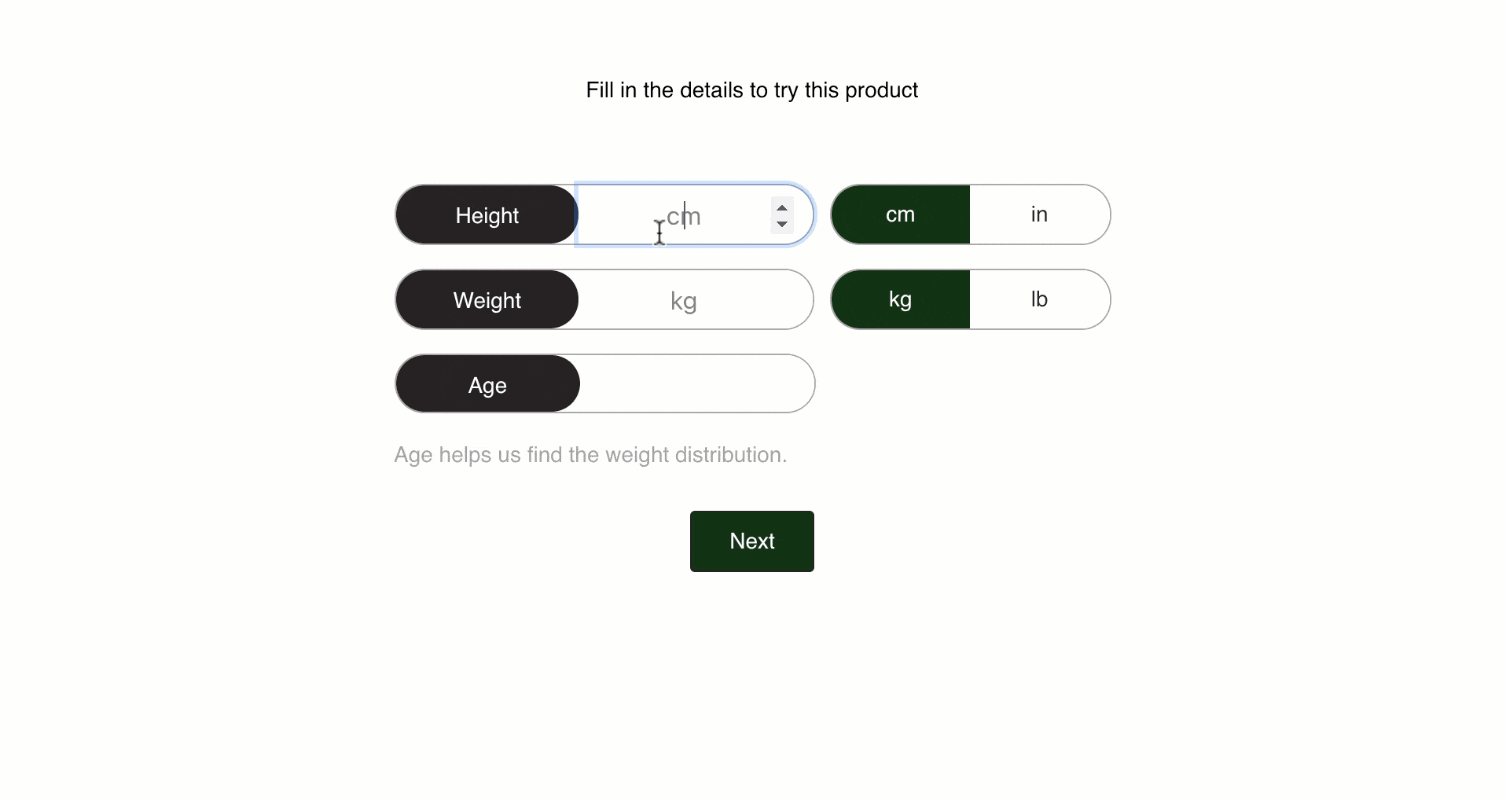 Fill in the details to try this product
Height cm cm in
Weight kg kg lb
Age
Age helps us find the weight distribution.
Next